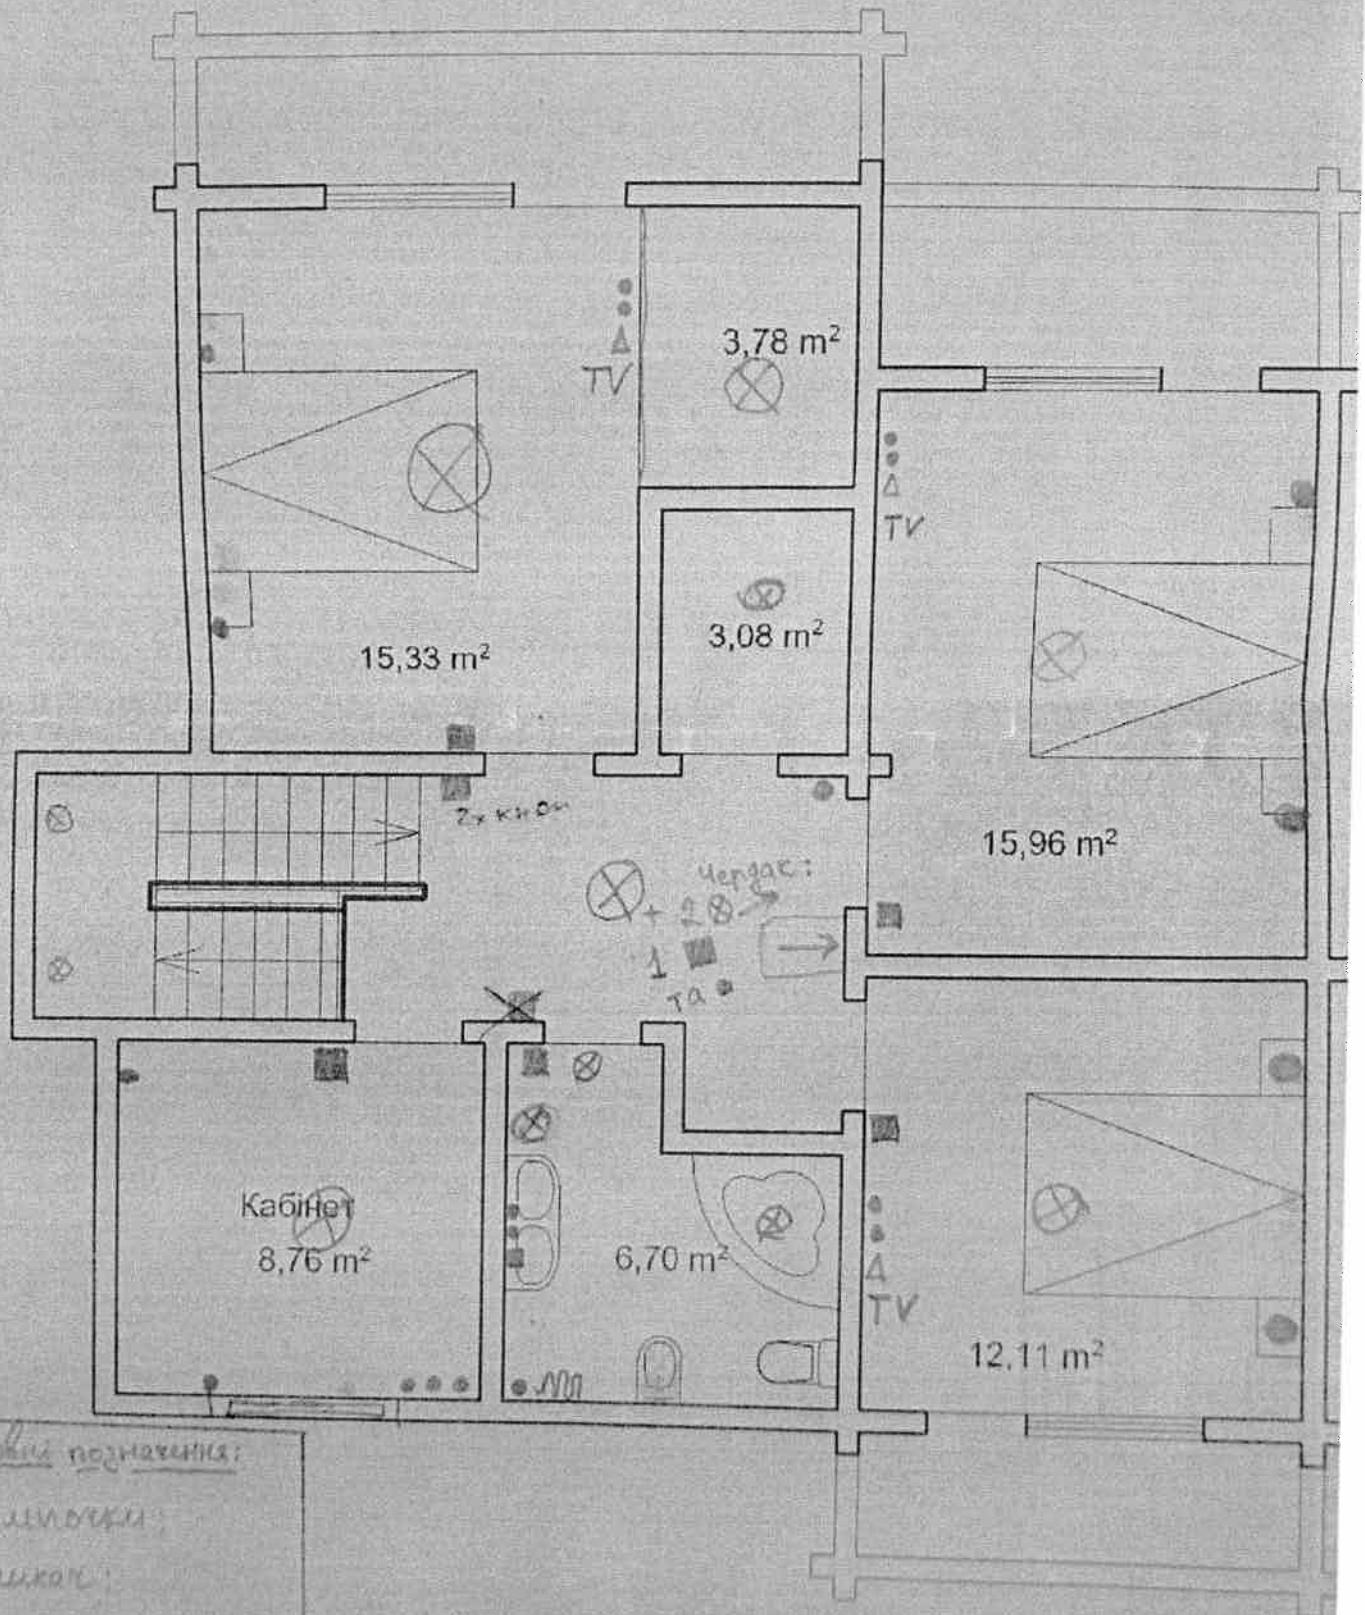 3,78 m²
TV
TV
3,08 m²
15,33 m²
2х кноп
15,96 m²
Чердак:
+ 2
1
та
Кабінет
8,76 m²
6,70 m²
TV
12,11 m²
позначення: